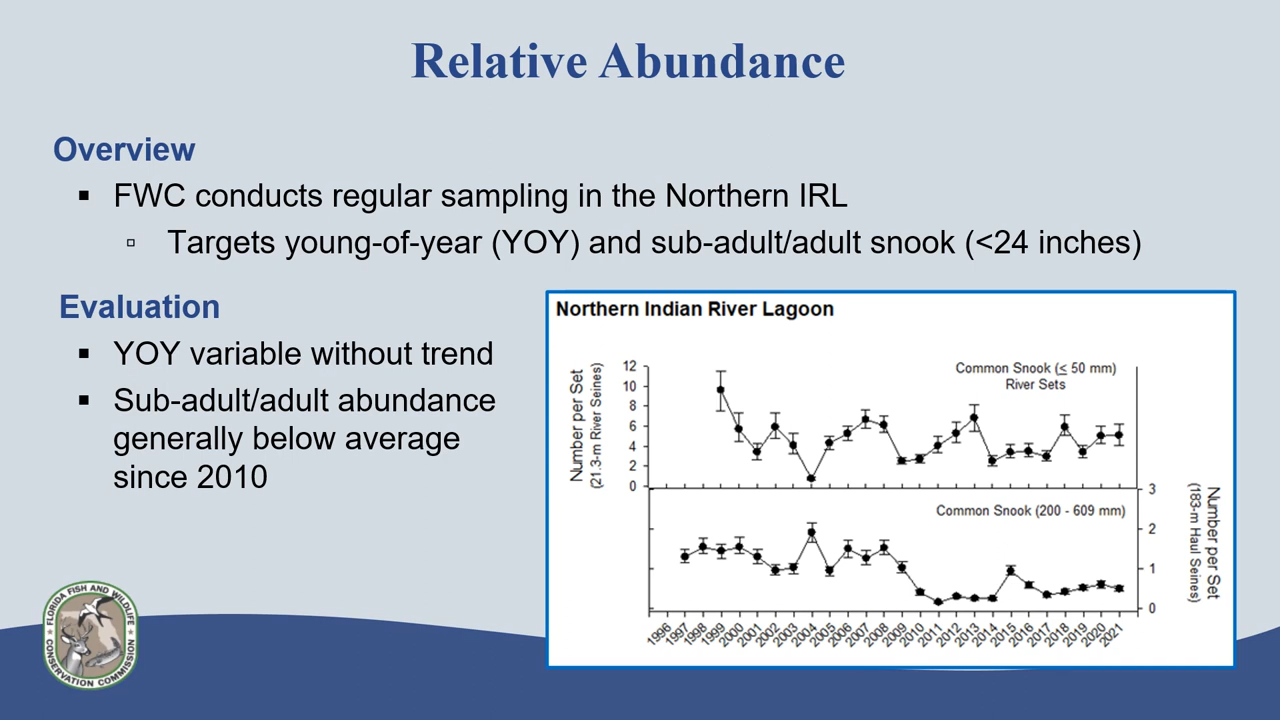 Relative Abundance
Overview
▪ FWC conducts regular sampling in the Northern IRL
▫ Targets young-of-year (YOY) and sub-adult/adult snook (<24 inches)
Evaluation
▪ YOY variable without trend
▪ Sub-adult/adult abundance
generally below average
since 2010
Northern Indian River Lagoon
Number per Set
(21.3-m River Seines)
12
10
8
6
4
2
0
Common Snook (≤ 50 mm)
River Sets
Common Snook (200 - 609 mm)
3
2
1
0
Number per Set
(183-m Haul Seines)
1996 1997 1998 1999 2000 2001 2002 2003 2004 2005 2006 2007 2008 2009 2010 2011 2012 2013 2014 2015 2016 2017 2018 2019 2020 2021
FLORIDA FISH AND WILDLIFE
CONSERVATION COMMISSION